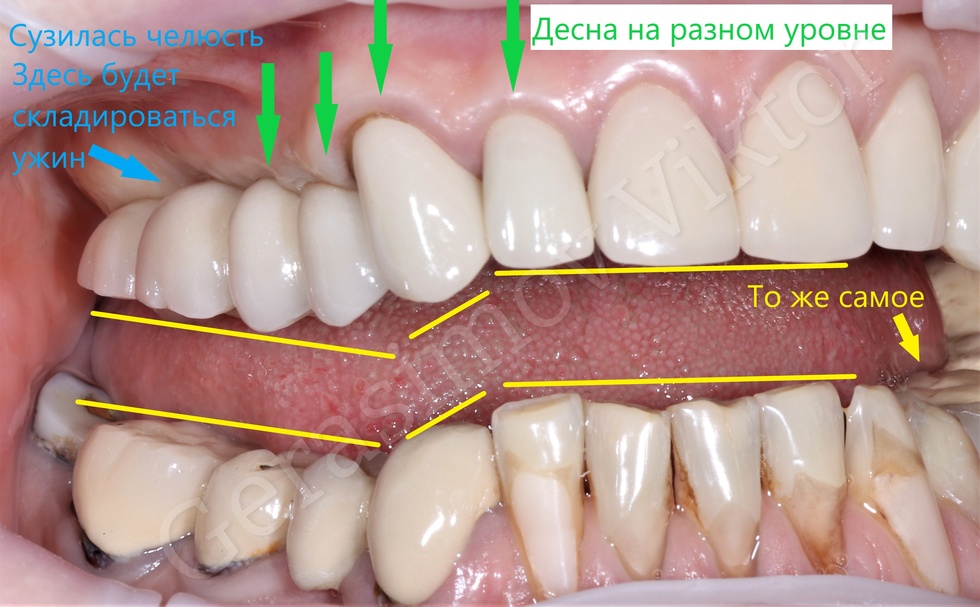 Сузилась челюсть
Здесь будет
складироваться
ужин
Десна на разном уровне
То же самое
Gerasimov Viktor